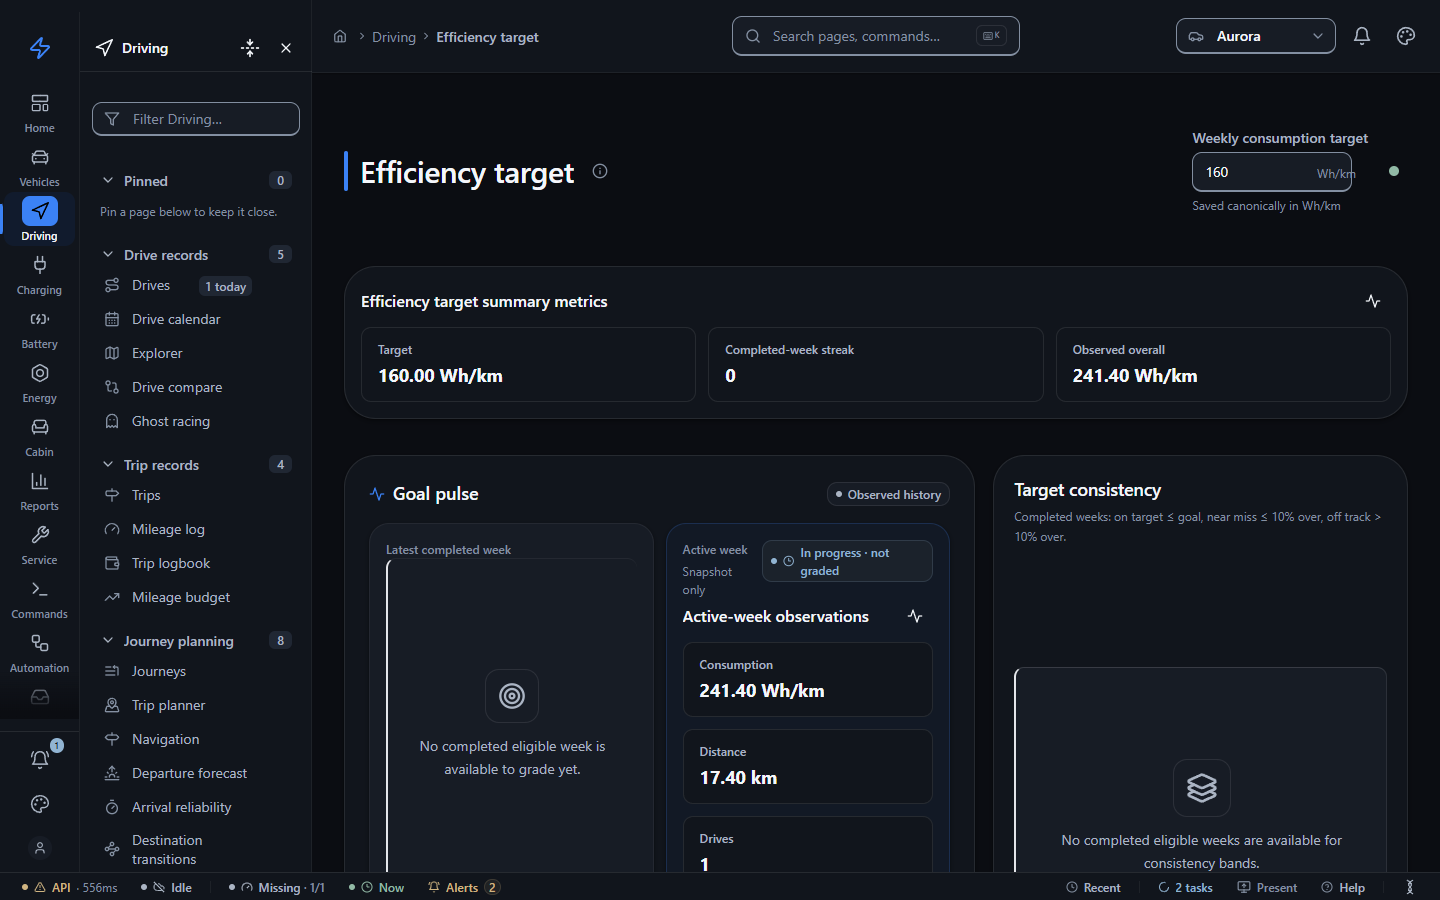 Driving
Driving
Efficiency target
Search pages, commands...
K
Aurora
Home
Vehicles
Driving
Charging
Battery
Energy
Cabin
Reports
Service
Commands
Automation
1
Filter Driving...
Pinned
0
Pin a page below to keep it close.
Drive records
5
Drives
1 today
Drive calendar
Explorer
Drive compare
Ghost racing
Trip records
4
Trips
Mileage log
Trip logbook
Mileage budget
Journey planning
8
Journeys
Trip planner
Navigation
Departure forecast
Arrival reliability
Destination
transitions
Efficiency target
Weekly consumption target
160
Wh/km
Saved canonically in Wh/km
Efficiency target summary metrics
Target
160.00 Wh/km
Completed-week streak
0
Observed overall
241.40 Wh/km
Goal pulse
Observed history
Latest completed week
No completed eligible week is
available to grade yet.
Active week
Snapshot
only
In progress · not
graded
Active-week observations
Consumption
241.40 Wh/km
Distance
17.40 km
Drives
1
Target consistency
Completed weeks: on target ≤ goal, near miss ≤ 10% over, off track >
10% over.
No completed eligible weeks are available for
consistency bands.
API · 556ms
Idle
Missing · 1/1
Now
Alerts 2
Recent
2 tasks
Present
Help